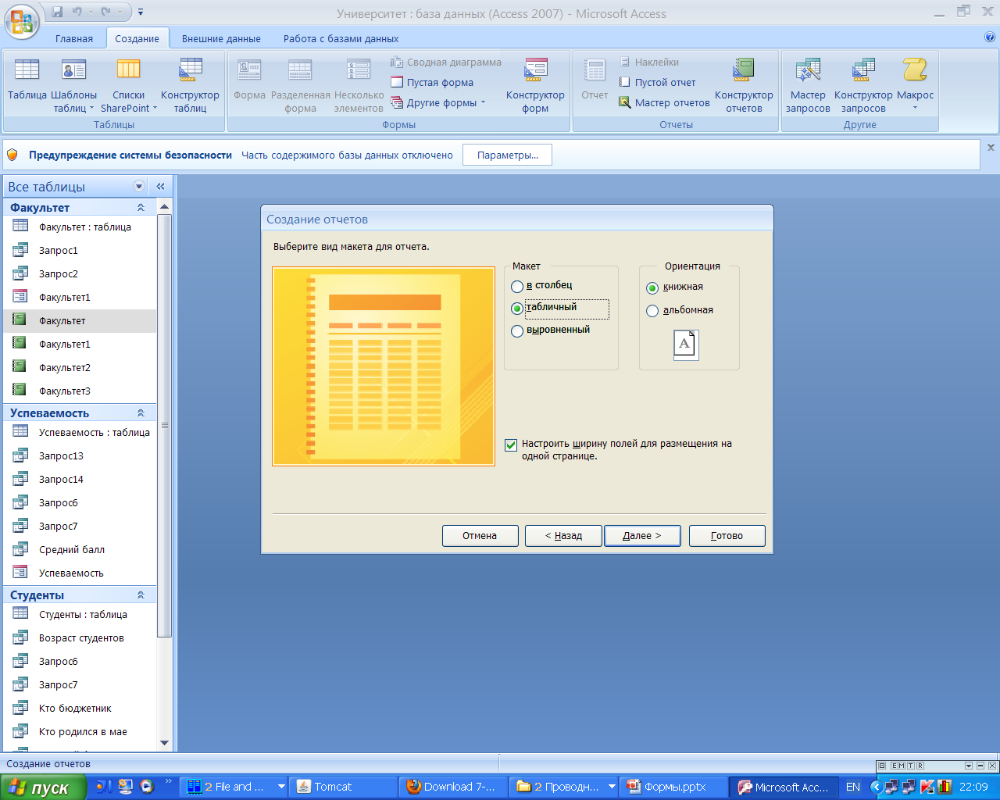 Университет : база данных (Access 2007) - Microsoft Access
Главная Создание Внешние данные Работа с базами данных
Таблица
Шаблоны таблиц
Списки SharePoint
Конструктор таблиц
Таблицы
Форма
Разделенная форма
Несколько элементов
Сводная диаграмма
Пустая форма
Другие формы
Конструктор форм
Формы
Отчет
Наклейки
Пустой отчет
Мастер отчетов
Конструктор отчетов
Отчеты
Мастер запросов
Конструктор запросов
Макрос
Другие
Предупреждение системы безопасности Часть содержимого базы данных отключено Параметры...
Все таблицы
Факультет
Факультет : таблица
Запрос1
Запрос2
Факультет1
Факультет
Факультет1
Факультет2
Факультет3
Успеваемость
Успеваемость : таблица
Запрос13
Запрос14
Запрос6
Запрос7
Средний балл
Успеваемость
Студенты
Студенты : таблица
Возраст студентов
Запрос6
Запрос7
Кто бюджетник
Кто родился в мае
Создание отчетов
Выберите вид макета для отчета.
Макет
в столбец
табличный
выровненный
Ориентация
книжная
альбомная
A
Настроить ширину полей для размещения на
одной странице.
Отмена < Назад Далее > Готово
Создание отчетов
E M T R
пуск 2 File and ... Tomcat Download 7-... 2 Проводн... Формы.pptx Microsoft Acc... EN 22:09